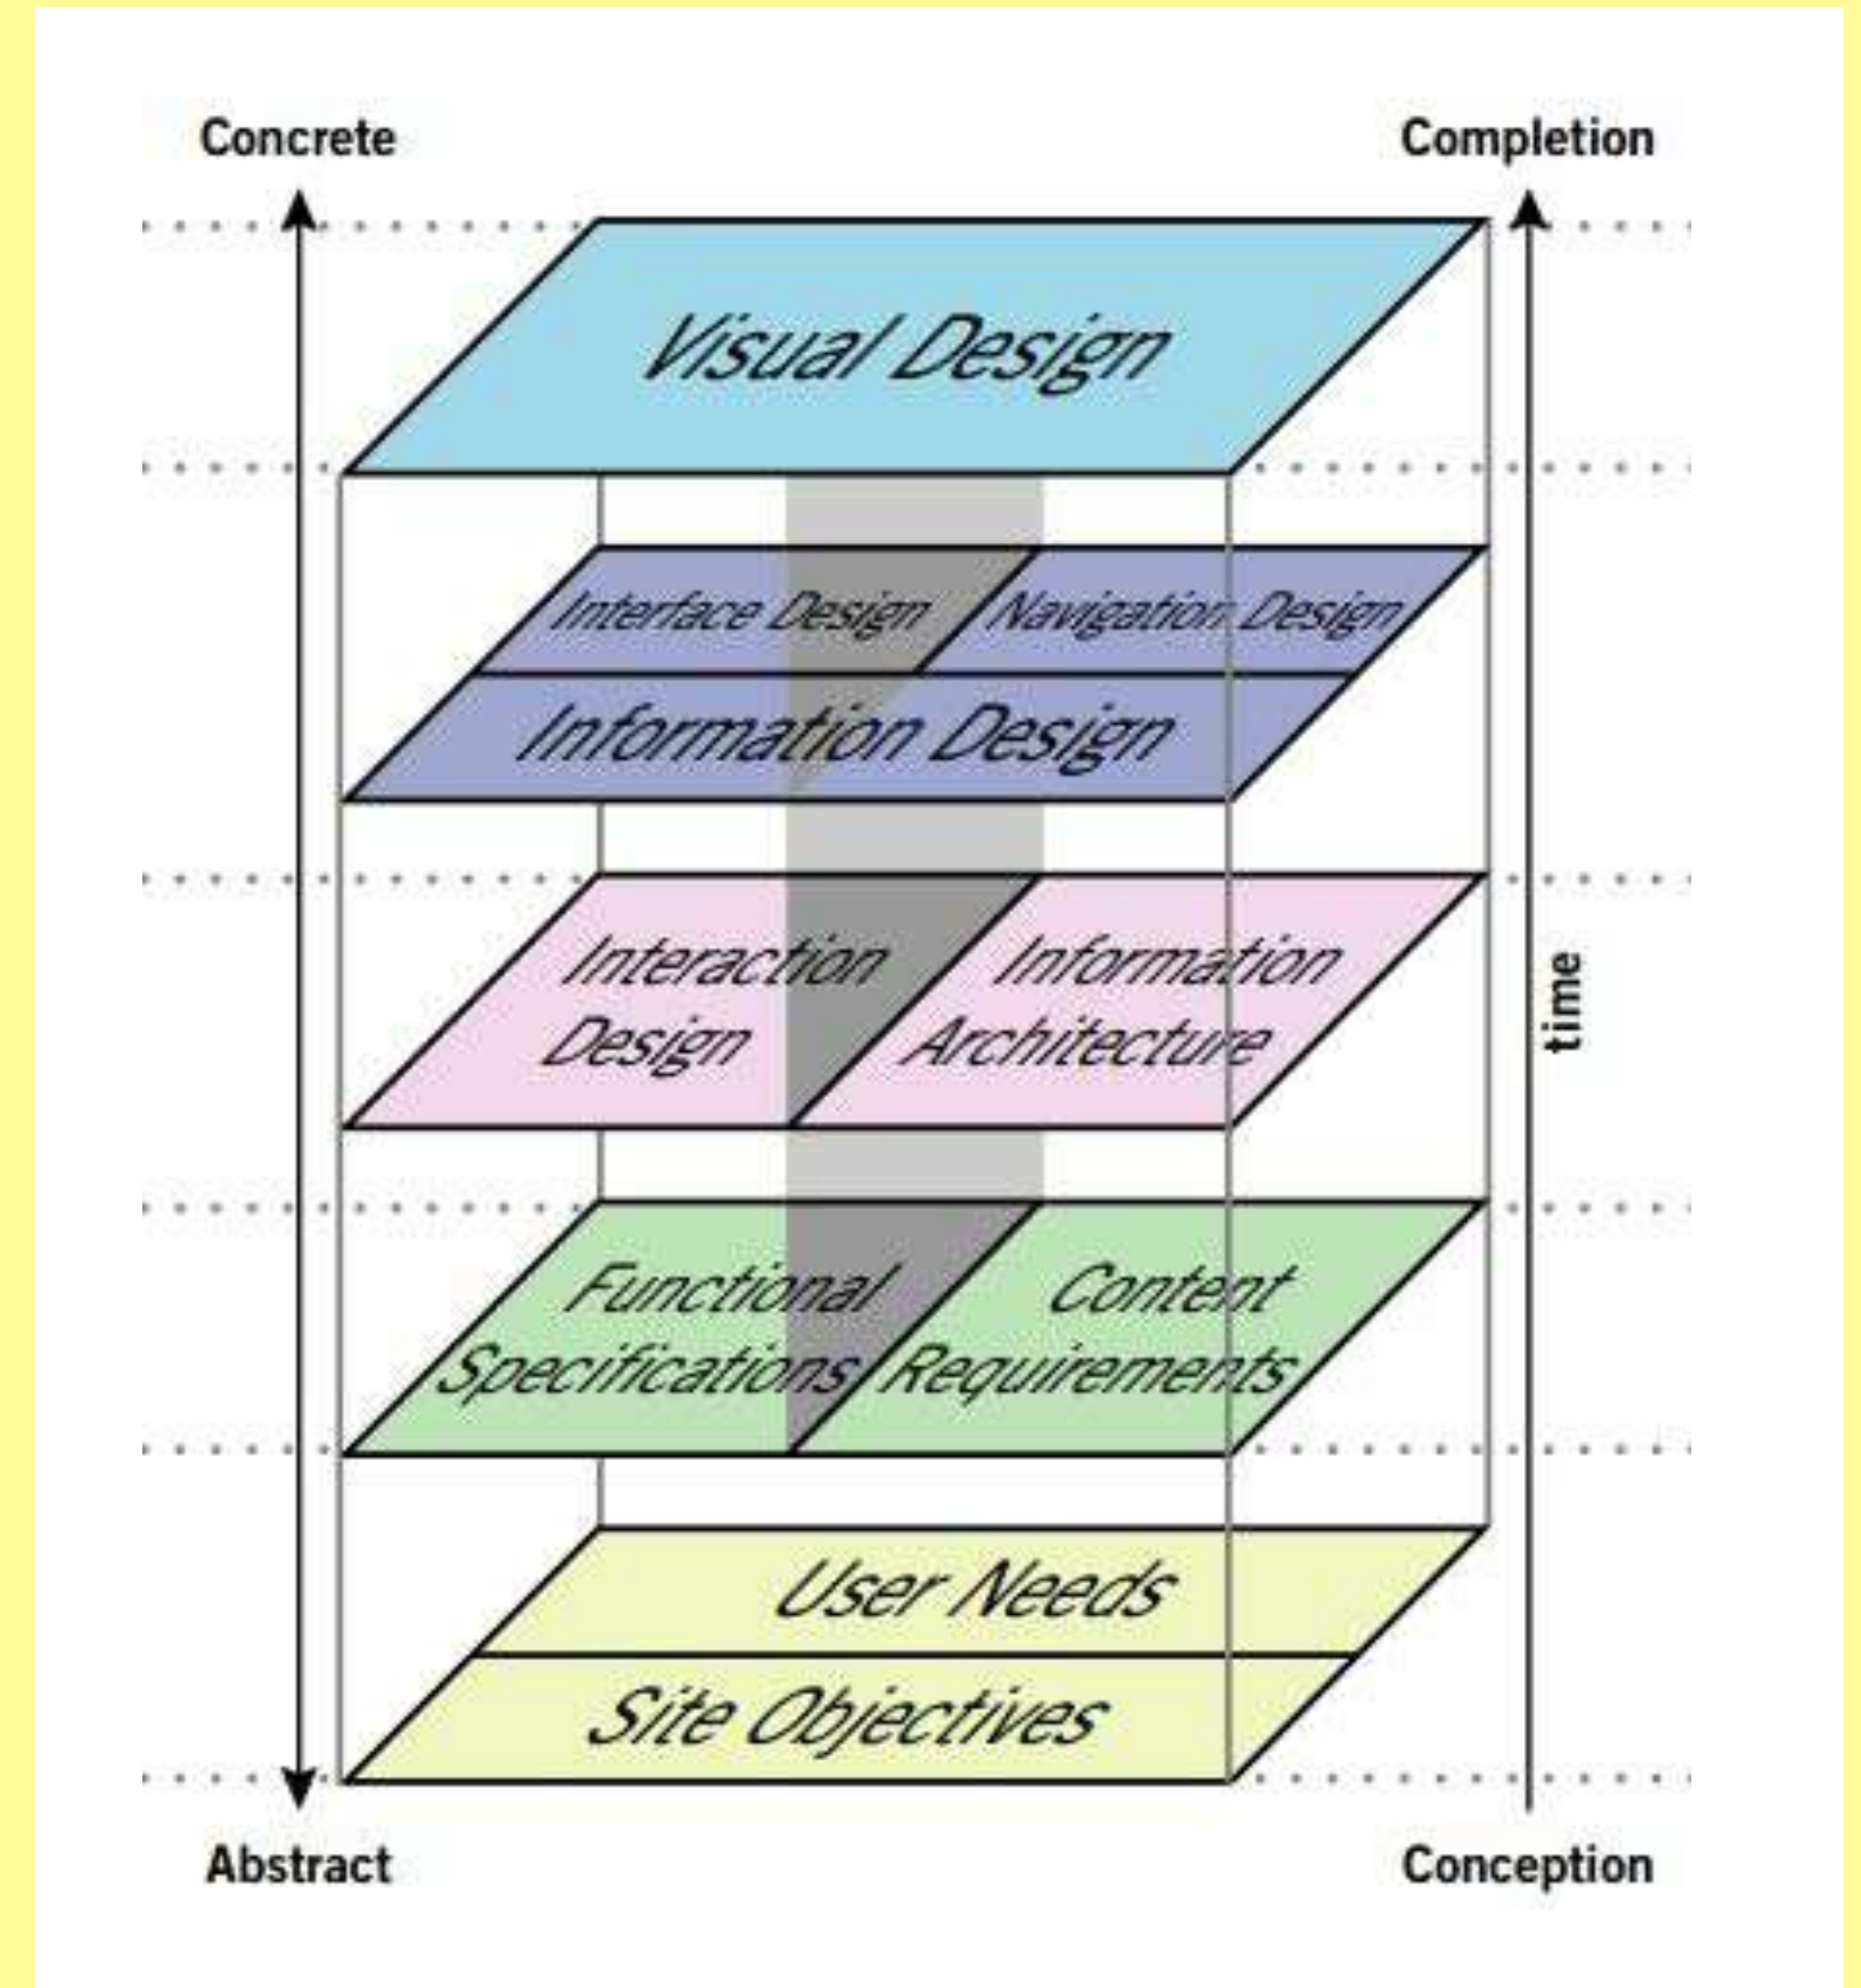 Concrete
Completion
Visual Design
Interface Design
Navigation Design
Information Design
Interaction
Design
Information
Architecture
time
Functional
Specifications
Content
Requirements
User Needs
Site Objectives
Abstract
Conception